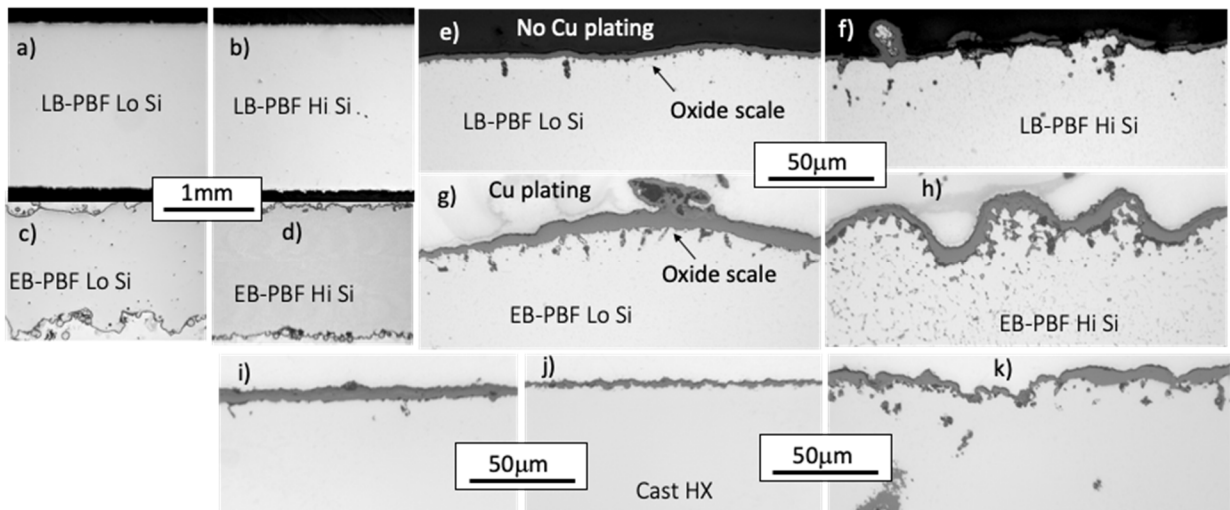 a)
LB-PBF Lo Si
b)
LB-PBF Hi Si
1mm
c)
EB-PBF Lo Si
d)
EB-PBF Hi Si
e)
No Cu plating
Oxide scale
LB-PBF Lo Si
f)
LB-PBF Hi Si
50μm
g)
Cu plating
Oxide scale
EB-PBF Lo Si
h)
EB-PBF Hi Si
i)
50μm
j)
Cast HX
k)
50μm